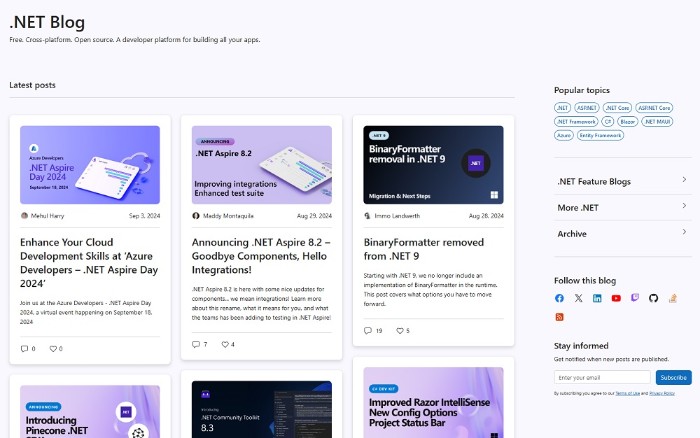 .NET Blog
Free. Cross-platform. Open source. A developer platform for building all your apps.
Latest posts
Azure Developers
.NET Aspire
Day 2024
September 18, 2024
Mehul Harry
Sep 3, 2024
Enhance Your Cloud
Development Skills at ‘Azure
Developers – .NET Aspire Day
2024’
Join us at the Azure Developers - .NET Aspire Day
2024, a virtual event happening on September 18,
2024
0
0
ANNOUNCING
.NET Aspire 8.2
Improving integrations
Enhanced test suite
Maddy Montaquila
Aug 29, 2024
Announcing .NET Aspire 8.2 –
Goodbye Components, Hello
Integrations!
.NET Aspire 8.2 is here with some nice updates for
components... we mean integrations! Learn more
about this rename, what it means for you, and what
the team has been adding to testing in .NET Aspire!
7
4
.NET 9
BinaryFormatter
removal in .NET 9
Migration & Next Steps
Immo Landwerth
Aug 28, 2024
BinaryFormatter removed
from .NET 9
Starting with .NET 9, we no longer include an
implementation of BinaryFormatter in the runtime.
This post covers what options you have to move
forward.
19
5
ANNOUNCING
Introducing
Pinecone .NET
Introducing
.NET Community Toolkit
8.3
C# DEV KIT
Improved Razor IntelliSense
New Config Options
Project Status Bar
Popular topics
.NET
ASP.NET
.NET Core
ASP.NET Core
.NET Framework
C#
Blazor
.NET MAUI
Azure
Entity Framework
.NET Feature Blogs
More .NET
Archive
Follow this blog
Stay informed
Get notified when new posts are published.
Enter your email
Subscribe
By subscribing you agree to our Terms of Use and Privacy Policy